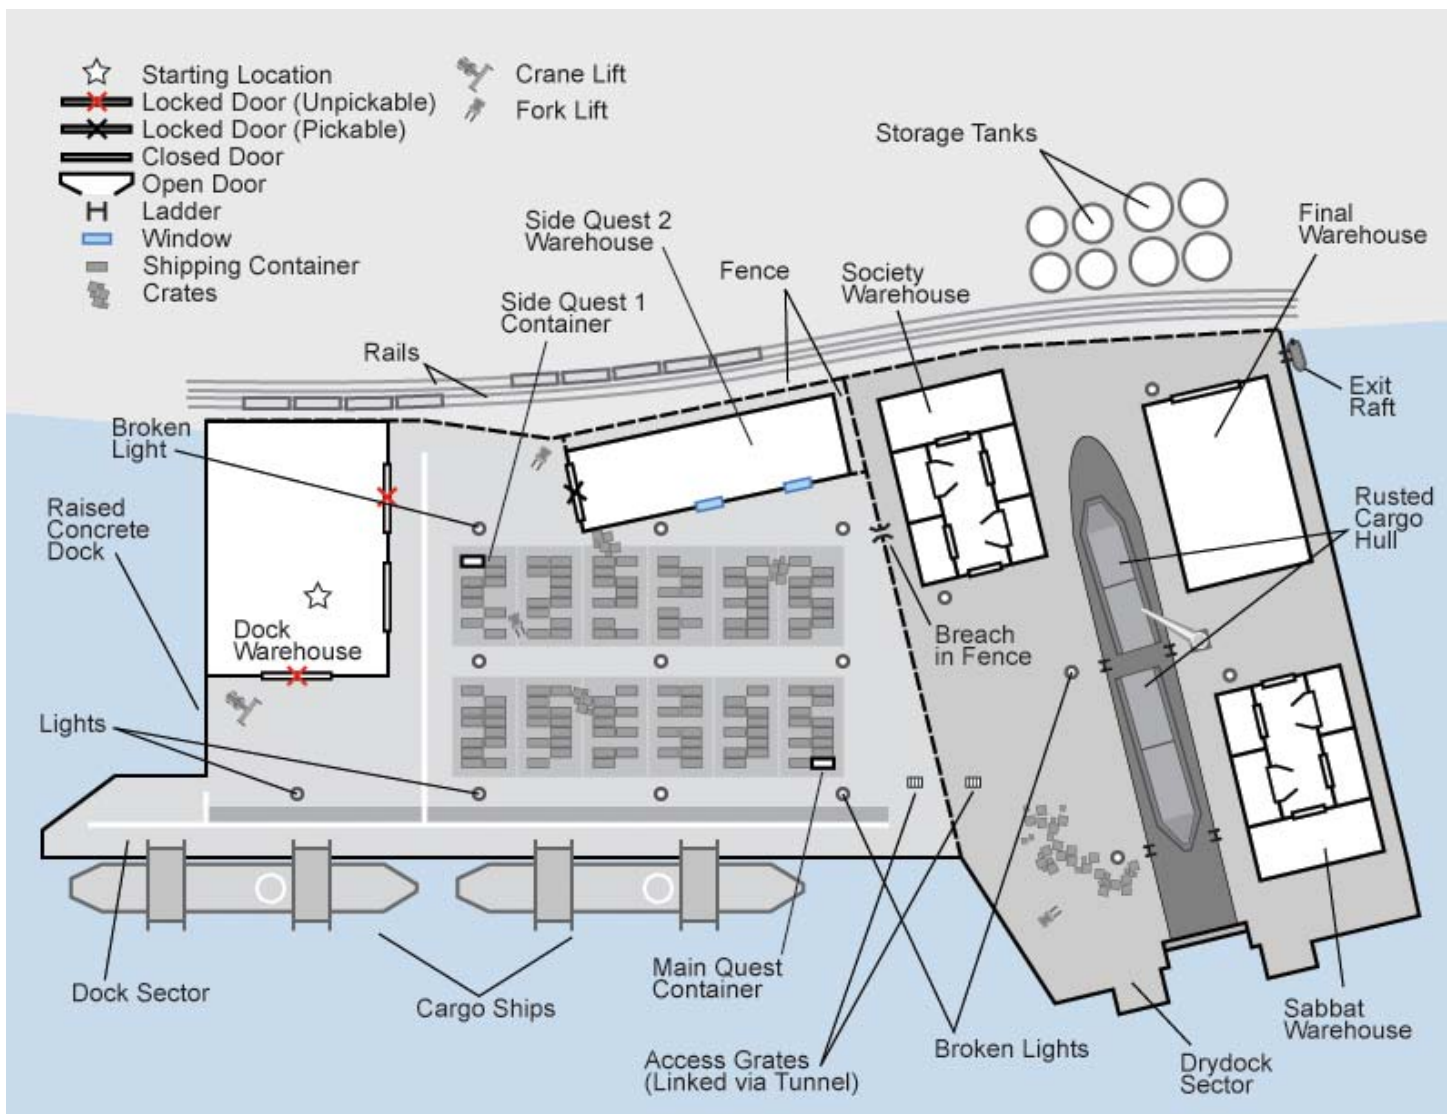 Starting Location
Locked Door (Unpickable)
Locked Door (Pickable)
Closed Door
Open Door
Ladder
Window
Shipping Container
Crates
Crane Lift
Fork Lift
Storage Tanks
Final
Warehouse
Side Quest 2
Warehouse
Fence
Society
Warehouse
Side Quest 1
Container
Rails
Exit
Raft
Broken
Light
Raised
Concrete
Dock
Rusted
Cargo
Hull
Dock
Warehouse
Breach
in Fence
Lights
Dock Sector
Cargo Ships
Main Quest
Container
Access Grates
(Linked via Tunnel)
Broken Lights
Drydock
Sector
Sabbat
Warehouse